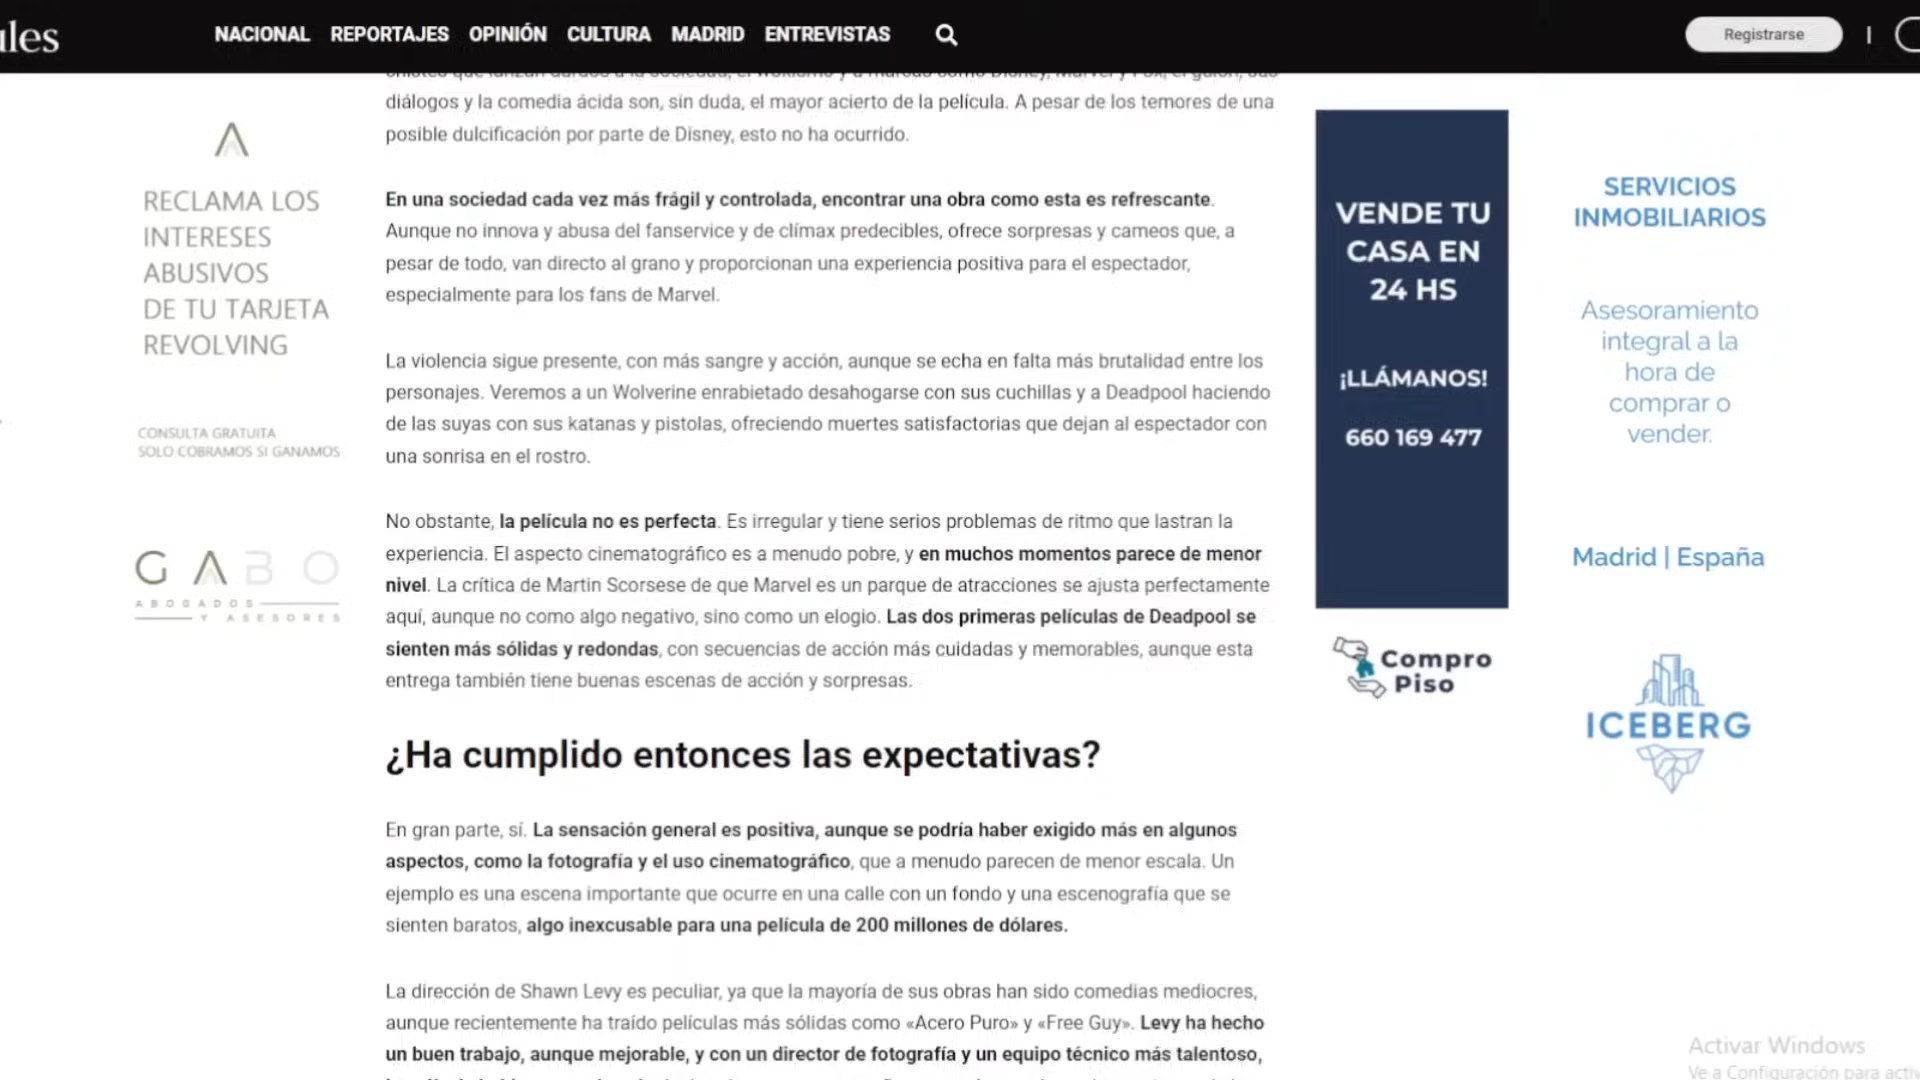 ules
NACIONAL REPORTAJES OPINIÓN CULTURA MADRID ENTREVISTAS
Registrarse
diálogos y la comedia ácida son, sin duda, el mayor acierto de la película. A pesar de los temores de una
posible dulcificación por parte de Disney, esto no ha ocurrido.
En una sociedad cada vez más frágil y controlada, encontrar una obra como esta es refrescante.
Aunque no innova y abusa del fanservice y de clímax predecibles, ofrece sorpresas y cameos que, a
pesar de todo, van directo al grano y proporcionan una experiencia positiva para el espectador,
especialmente para los fans de Marvel.
La violencia sigue presente, con más sangre y acción, aunque se echa en falta más brutalidad entre los
personajes. Veremos a un Wolverine enrabietado desahogarse con sus cuchillas y a Deadpool haciendo
de las suyas con sus katanas y pistolas, ofreciendo muertes satisfactorias que dejan al espectador con
una sonrisa en el rostro.
No obstante, la película no es perfecta. Es irregular y tiene serios problemas de ritmo que lastran la
experiencia. El aspecto cinematográfico es a menudo pobre, y en muchos momentos parece de menor
nivel. La crítica de Martin Scorsese de que Marvel es un parque de atracciones se ajusta perfectamente
aquí, aunque no como algo negativo, sino como un elogio. Las dos primeras películas de Deadpool se
sienten más sólidas y redondas, con secuencias de acción más cuidadas y memorables, aunque esta
entrega también tiene buenas escenas de acción y sorpresas.
¿Ha cumplido entonces las expectativas?
En gran parte, sí. La sensación general es positiva, aunque se podría haber exigido más en algunos
aspectos, como la fotografía y el uso cinematográfico, que a menudo parecen de menor escala. Un
ejemplo es una escena importante que ocurre en una calle con un fondo y una escenografía que se
sienten baratos, algo inexcusable para una película de 200 millones de dólares.
La dirección de Shawn Levy es peculiar, ya que la mayoría de sus obras han sido comedias mediocres,
aunque recientemente ha traído películas más sólidas como «Acero Puro» y «Free Guy». Levy ha hecho
un buen trabajo, aunque mejorable, y con un director de fotografía y un equipo técnico más talentoso,
RECLAMA LOS
INTERESES
ABUSIVOS
DE TU TARJETA
REVOLVING
CONSULTA GRATUITA
SOLO COBRAMOS SI GANAMOS
GABO
ABOGADOS
Y ASESORES
VENDE TU
CASA EN
24 HS
¡LLÁMANOS!
660 169 477
Compro
Piso
SERVICIOS
INMOBILIARIOS
Asesoramiento
integral a la
hora de
comprar o
vender.
Madrid | España
ICEBERG
Activar Windows
Ve a Configuración para activ